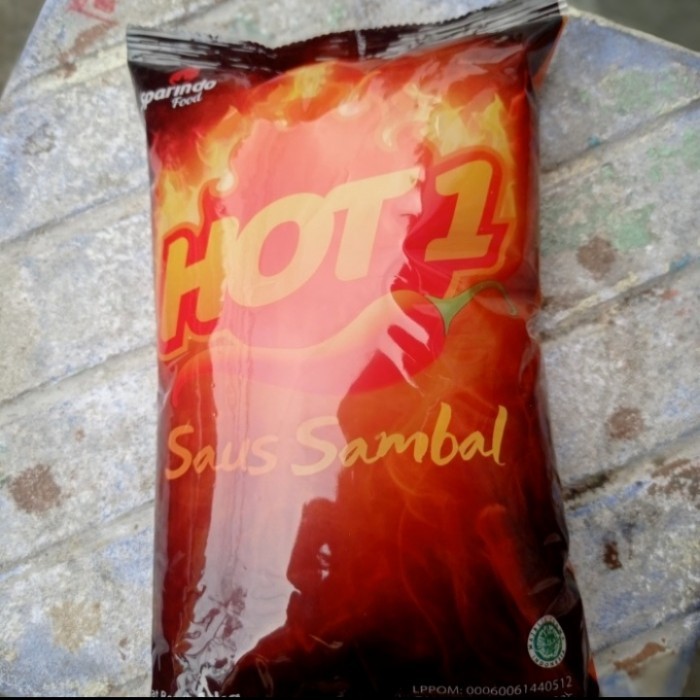 Sparindo
Food
HOT 1
Saus Sambal
LPPOM: 00060061440512